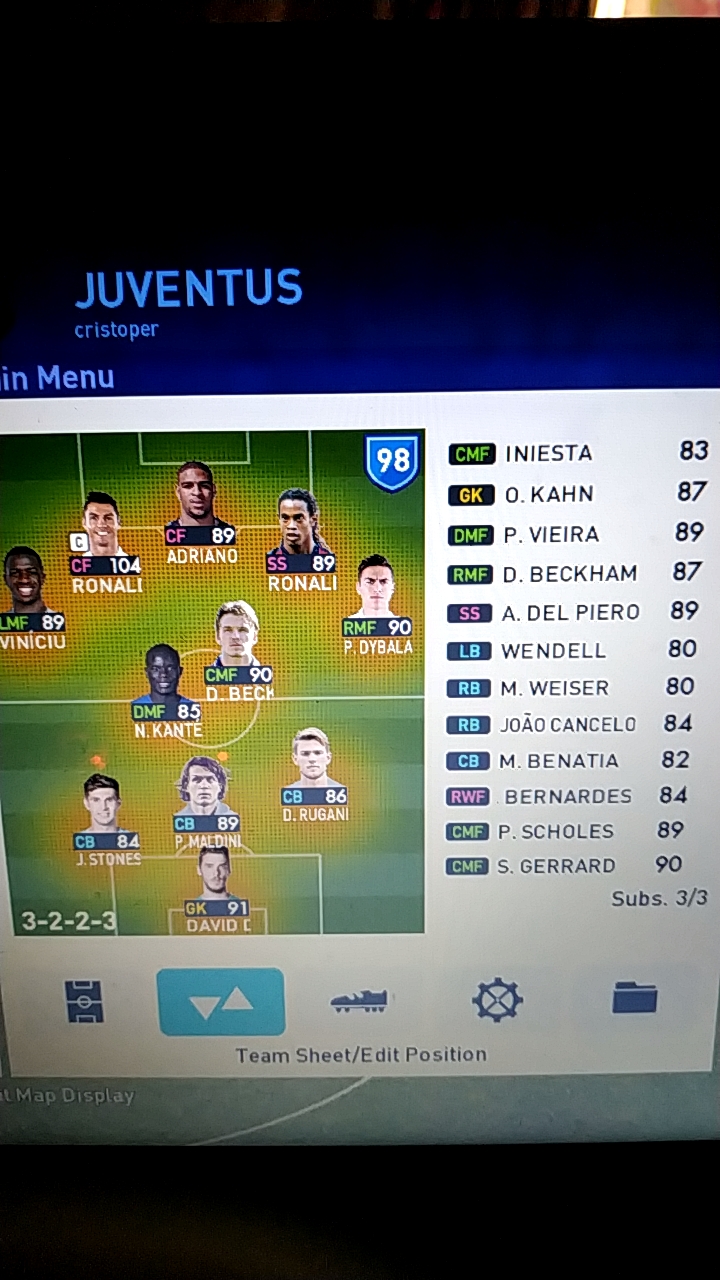 JUVENTUS
cristoper
in Menu
98
C
CF 89
ADRIANO
CF 104
RONALI
SS 89
RONALI
LMF 89
VINÍCIU
RMF 90
P. DYBALA
CMF 90
D. BECK
DMF 85
N. KANTÉ
CB 86
D. RUGANI
CB 89
P. MALDINI
CB 84
J. STONES
GK 91
DAVID D
3-2-2-3
CMF INIESTA 83
GK O. KAHN 87
DMF P. VIEIRA 89
RMF D. BECKHAM 87
SS A. DEL PIERO 89
LB WENDELL 80
RB M. WEISER 80
RB JOÃO CANCELO 84
CB M. BENATIA 82
RWF BERNARDES 84
CMF P. SCHOLES 89
CMF S. GERRARD 90
Subs. 3/3
Team Sheet/Edit Position
Map Display